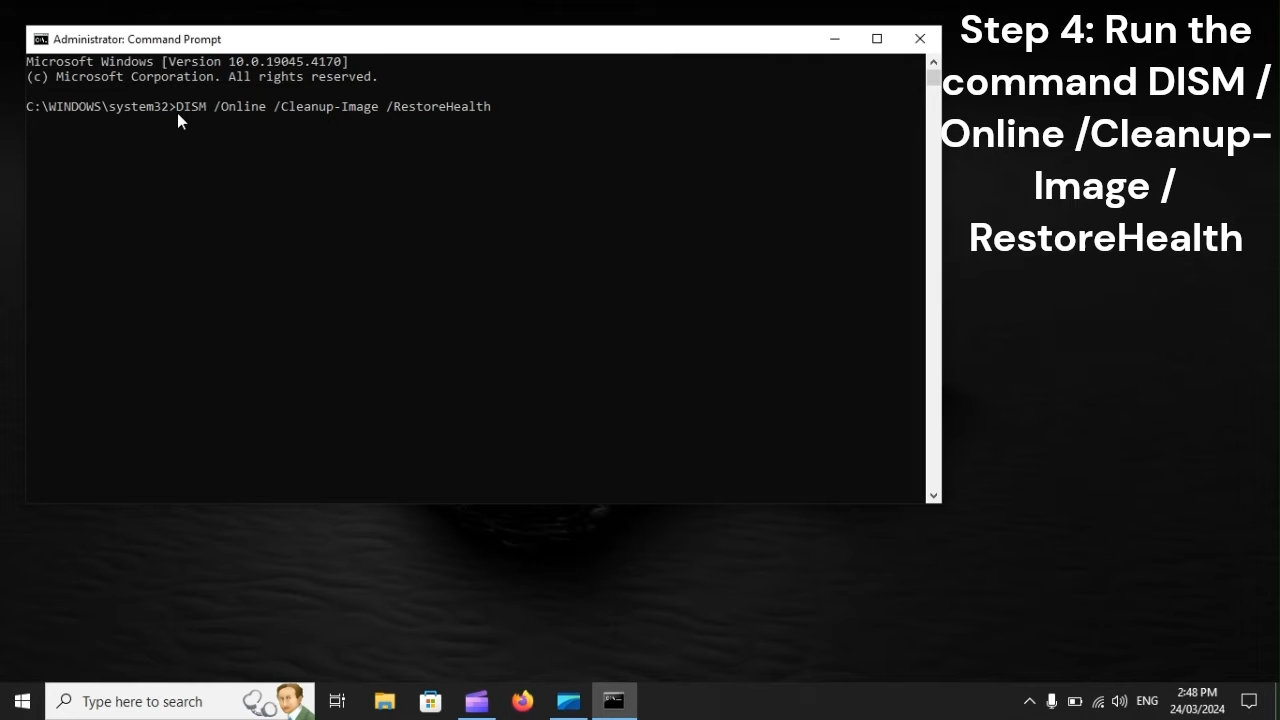 Administrator: Command Prompt
Microsoft Windows [Version 10.0.19045.4170]
(c) Microsoft Corporation. All rights reserved.
C:\WINDOWS\system32>DISM /Online /Cleanup-Image /RestoreHealth
Step 4: Run the
command DISM /
Online /Cleanup-
Image /
RestoreHealth
Type here to search
ENG
2:48 PM
24/03/2024